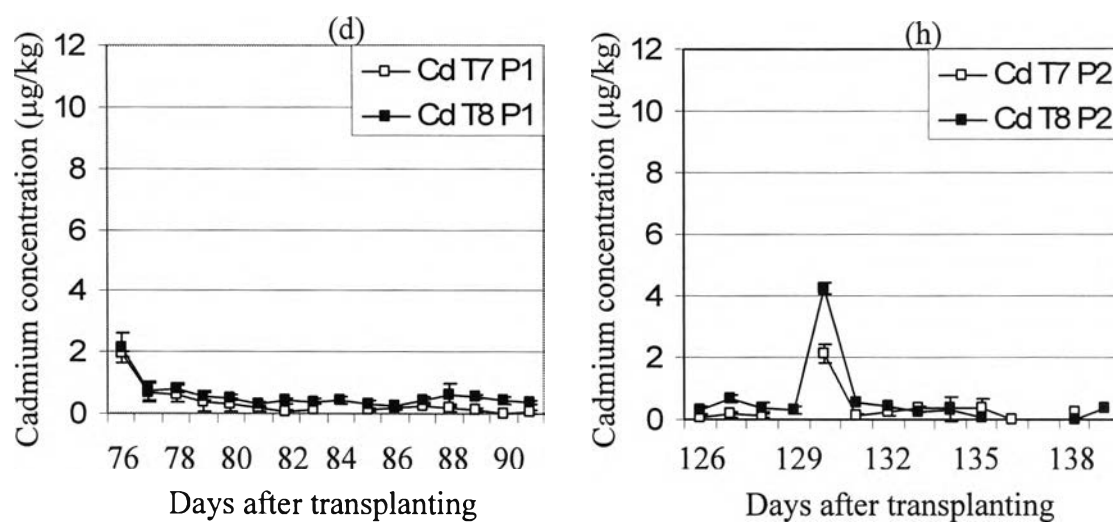 (d)
Cadmium concentration (µg/kg)
12
10
8
6
4
2
0
Cd T7 P1
Cd T8 P1
76 78 80 82 84 86 88 90
Days after transplanting
(h)
Cadmium concentration (µg/kg)
12
10
8
6
4
2
0
Cd T7 P2
Cd T8 P2
126 129 132 135 138
Days after transplanting